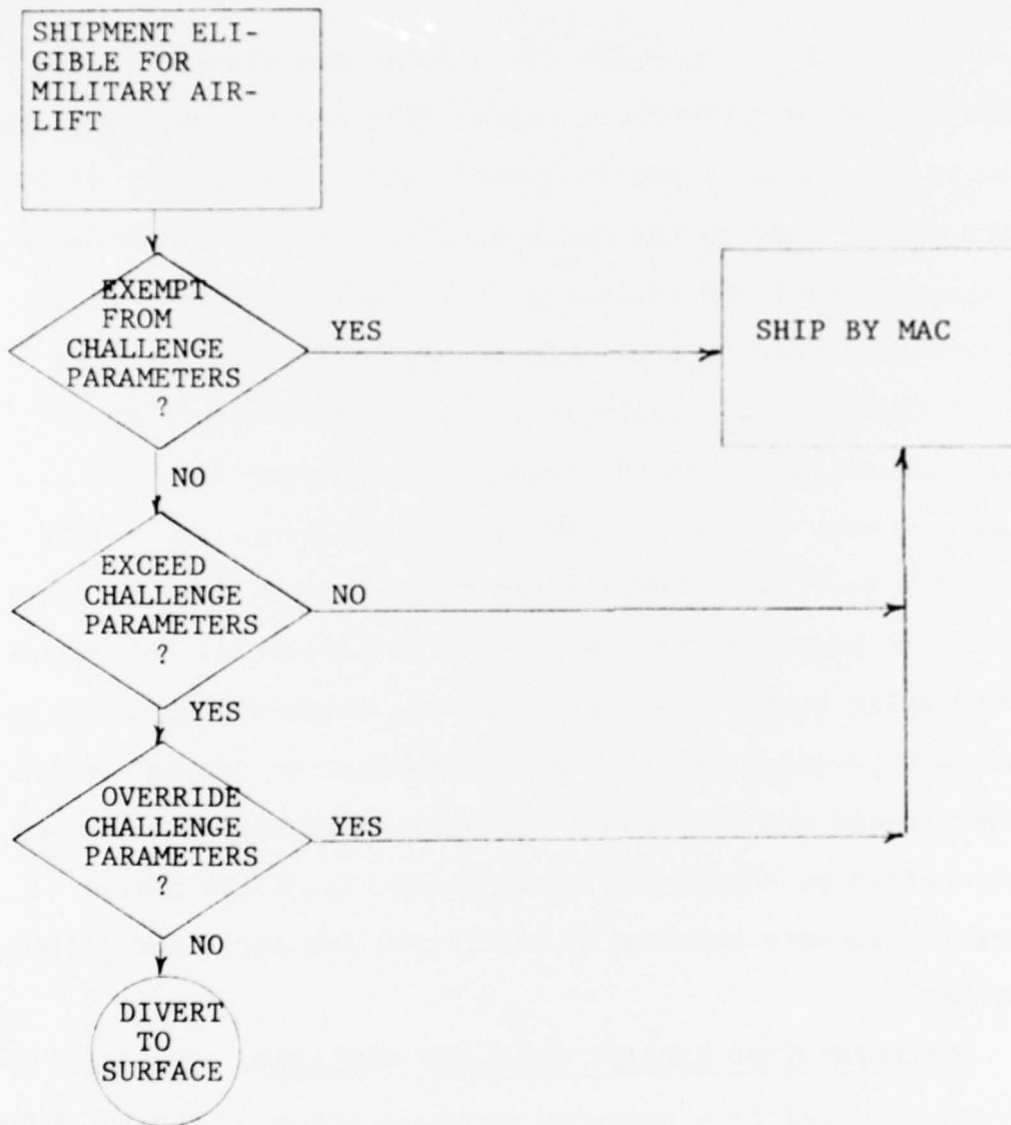 SHIPMENT ELI-
GIBLE FOR
MILITARY AIR-
LIFT
EXEMPT
FROM
CHALLENGE
PARAMETERS
?
YES
SHIP BY MAC
NO
EXCEED
CHALLENGE
PARAMETERS
?
NO
YES
OVERRIDE
CHALLENGE
PARAMETERS
?
YES
NO
DIVERT
TO
SURFACE